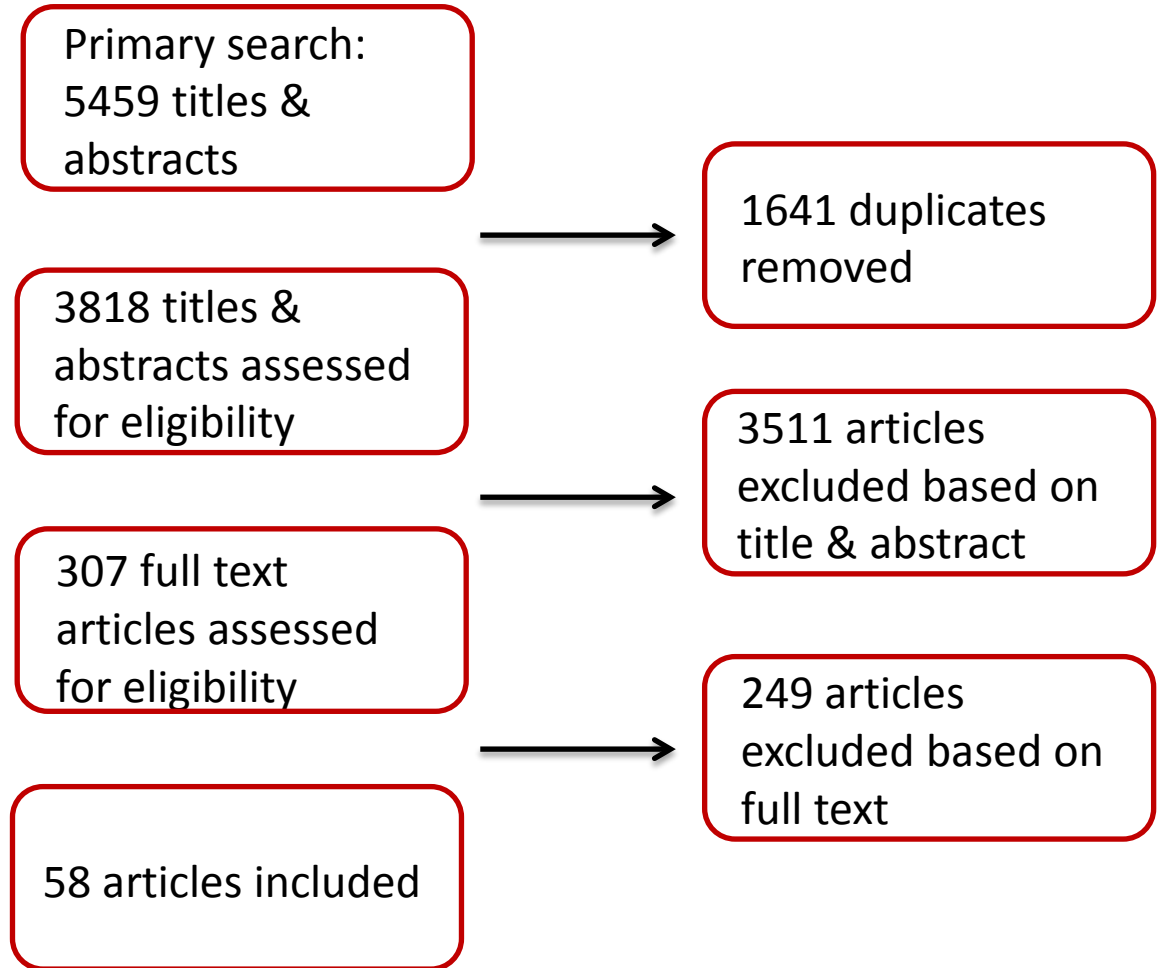 Primary search:
5459 titles &
abstracts
1641 duplicates
removed
3818 titles &
abstracts assessed
for eligibility
3511 articles
excluded based on
title & abstract
307 full text
articles assessed
for eligibility
249 articles
excluded based on
full text
58 articles included